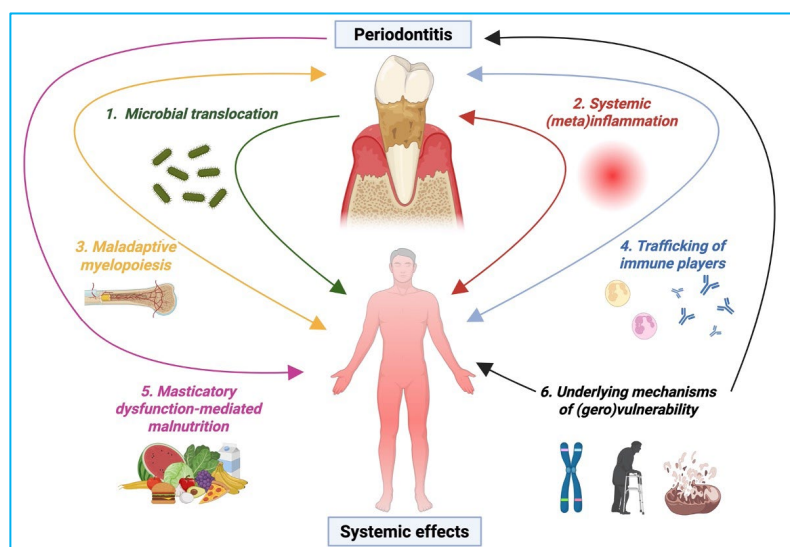 Periodontitis
1. Microbial translocation
2. Systemic
(meta)inflammation
3. Maladaptive
myelopoiesis
4. Trafficking of
immune players
5. Masticatory
dysfunction-mediated
malnutrition
6. Underlying mechanisms
of (gero)vulnerability
Systemic effects